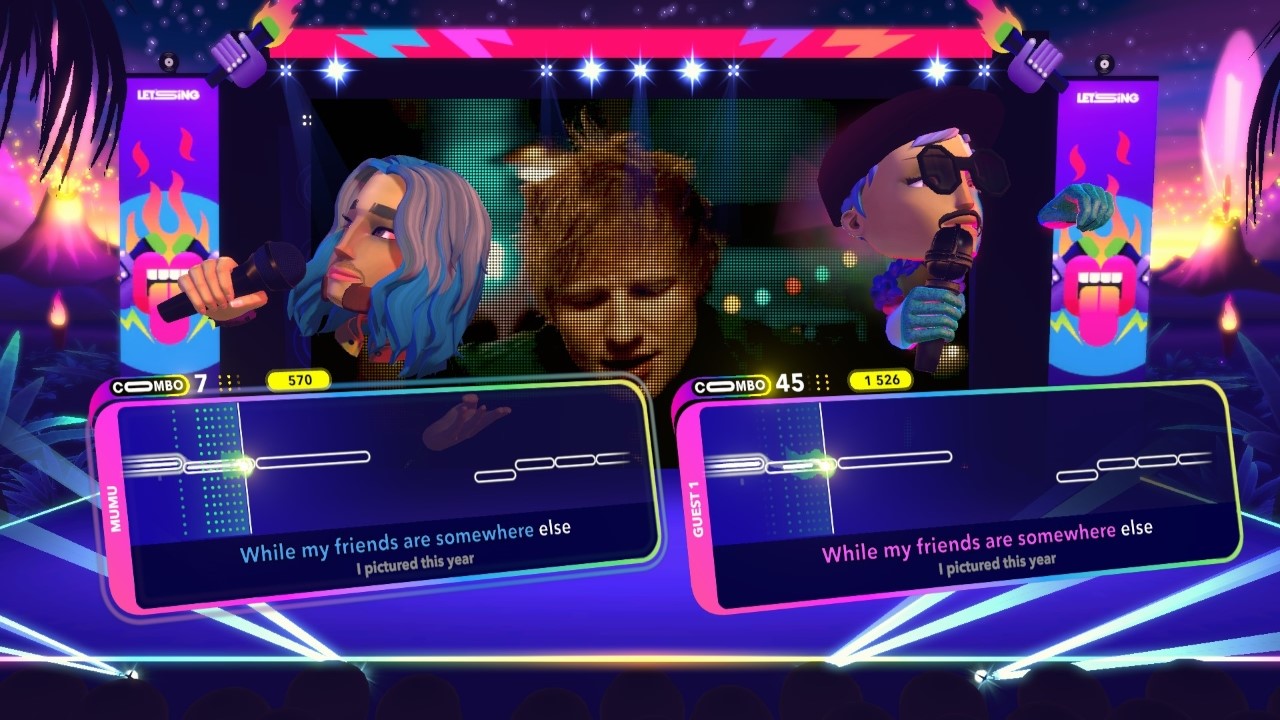 LET'S SiNG
LET'S SiNG
COMBO 7
570
COMBO 45
1 526
MUMU
While my friends are somewhere else
I pictured this year
GUEST 1
While my friends are somewhere else
I pictured this year